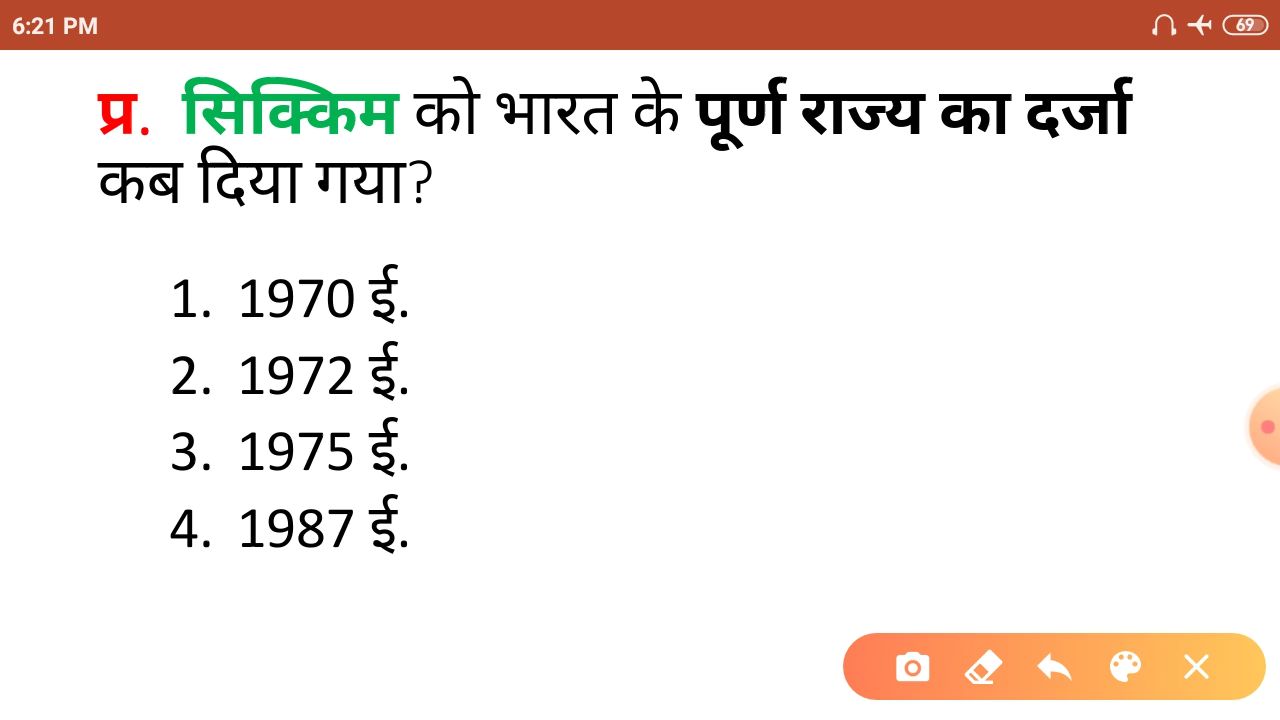 6:21 PM
69
प्र. सिक्किम को भारत के पूर्ण राज्य का दर्जा
कब दिया गया?
1. 1970 ई.
2. 1972 ई.
3. 1975 ई.
4. 1987 ई.